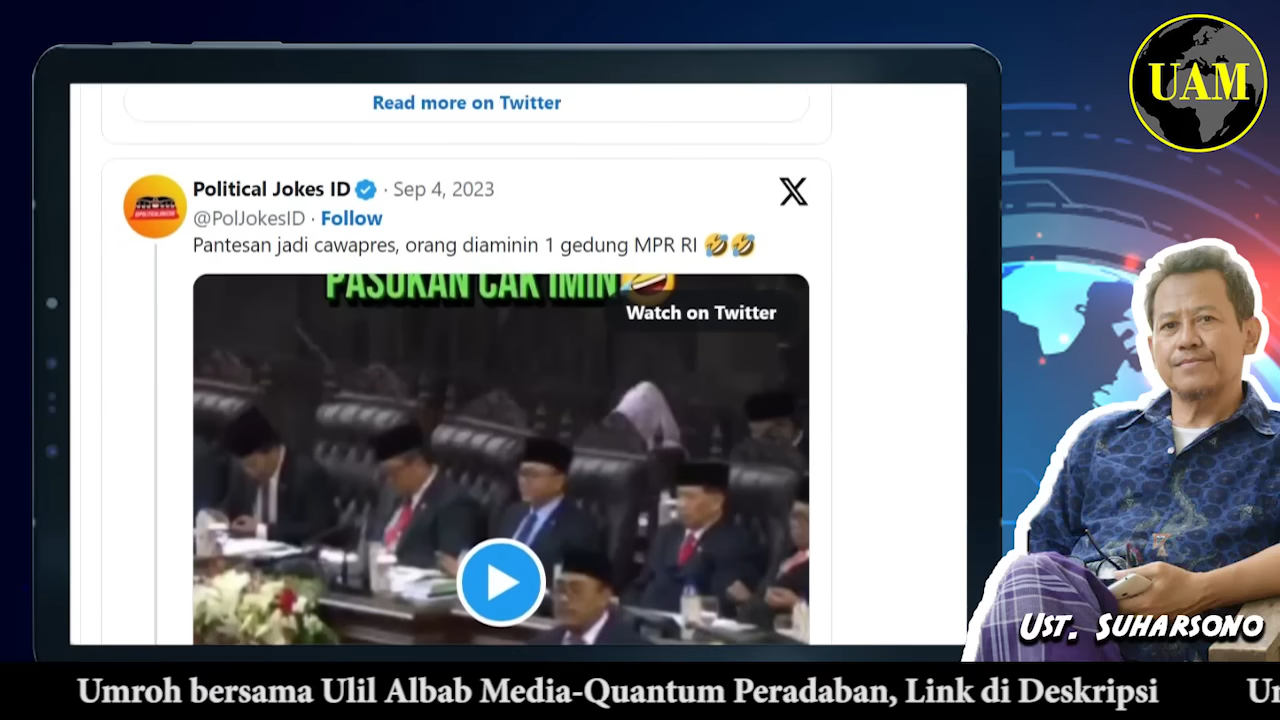 Read more on Twitter
Political Jokes ID · Sep 4, 2023
@PolJokesID · Follow
Pantesan jadi cawapres, orang diaminin 1 gedung MPR RI 🤣🤣
PASUKAN CAK IMIN🤣
Watch on Twitter
UAM
UST. SUHARSONO
Umroh bersama Ulil Albab Media-Quantum Peradaban, Link di Deskripsi